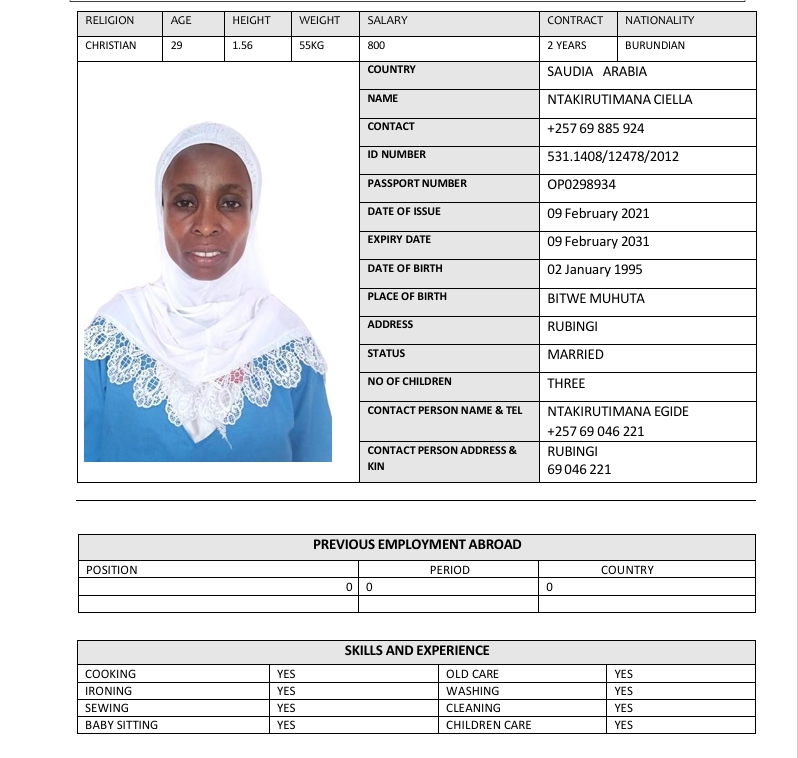 RELIGION AGE HEIGHT WEIGHT SALARY CONTRACT NATIONALITY
CHRISTIAN 29 1.56 55KG 800 2 YEARS BURUNDIAN
COUNTRY SAUDIA ARABIA
NAME NTAKIRUTIMANA CIELLA
CONTACT +257 69 885 924
ID NUMBER 531.1408/12478/2012
PASSPORT NUMBER OP0298934
DATE OF ISSUE 09 February 2021
EXPIRY DATE 09 February 2031
DATE OF BIRTH 02 January 1995
PLACE OF BIRTH BITWE MUHUTA
ADDRESS RUBINGI
STATUS MARRIED
NO OF CHILDREN THREE
CONTACT PERSON NAME & TEL NTAKIRUTIMANA EGIDE
+257 69 046 221
CONTACT PERSON ADDRESS & RUBINGI
KIN 69 046 221
PREVIOUS EMPLOYMENT ABROAD
POSITION PERIOD COUNTRY
0 0 0
SKILLS AND EXPERIENCE
COOKING YES OLD CARE YES
IRONING YES WASHING YES
SEWING YES CLEANING YES
BABY SITTING YES CHILDREN CARE YES